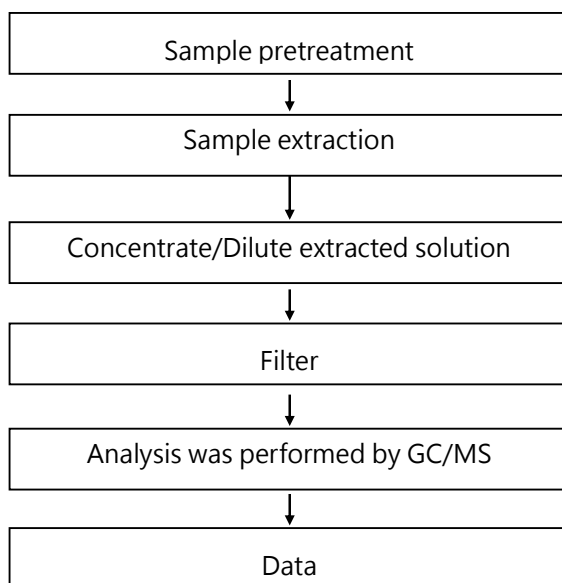 Sample pretreatment
Sample extraction
Concentrate/Dilute extracted solution
Filter
Analysis was performed by GC/MS
Data